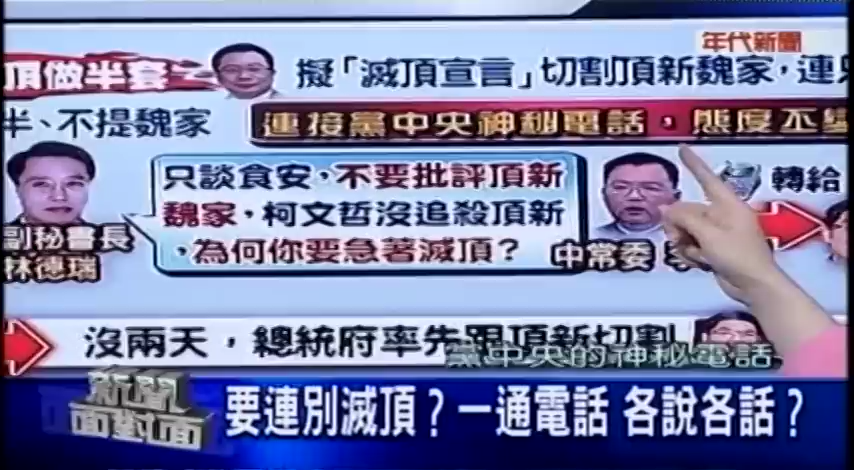 年代新聞
頂做半套
擬「滅頂宣言」切割頂新魏家,連
半、不提魏家
連接黨中央神秘電話,態度丕變
只談食安,不要批評頂新
魏家,柯文哲沒追殺頂新
,為何你要急著滅頂?
副秘書長
林德瑞
中常委 李
轉給
沒兩天,總統府率先跟頂新切割
黨中央的神秘電話
新聞
面對面
要連別滅頂?一通電話 各說各話?